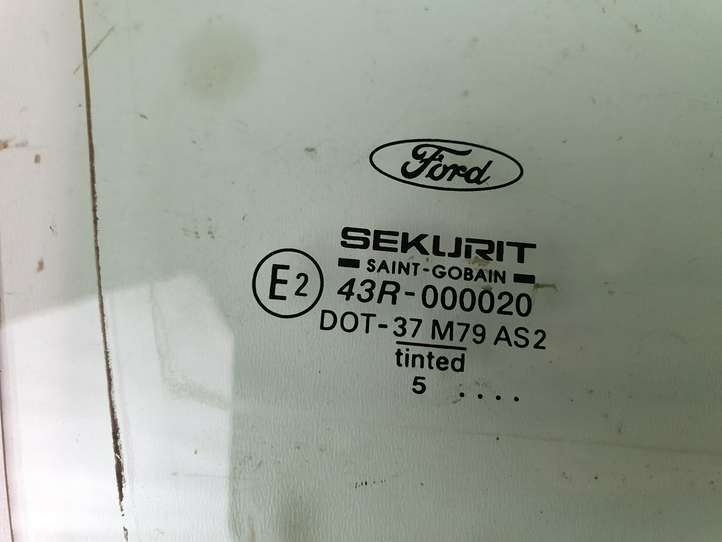 Ford
SEKURIT
SAINT-GOBAIN
E2 43R-000020
DOT-37 M79 AS2
tinted
5 ....